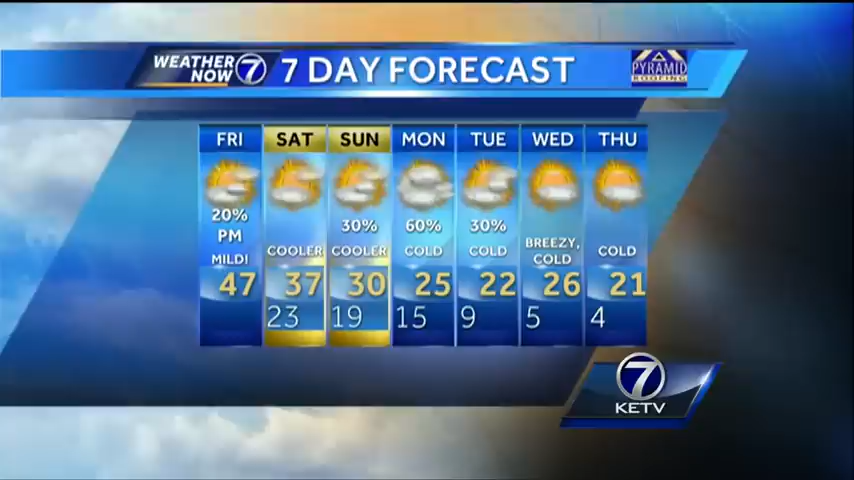 WEATHER NOW 7
7 DAY FORECAST
PYRAMID
ROOFING
FRI SAT SUN MON TUE WED THU
20% PM 30% 60% 30%
MILD! COOLER COOLER COLD COLD BREEZY, COLD COLD
47 37 30 25 22 26 21
23 19 15 9 5 4
7
KETV